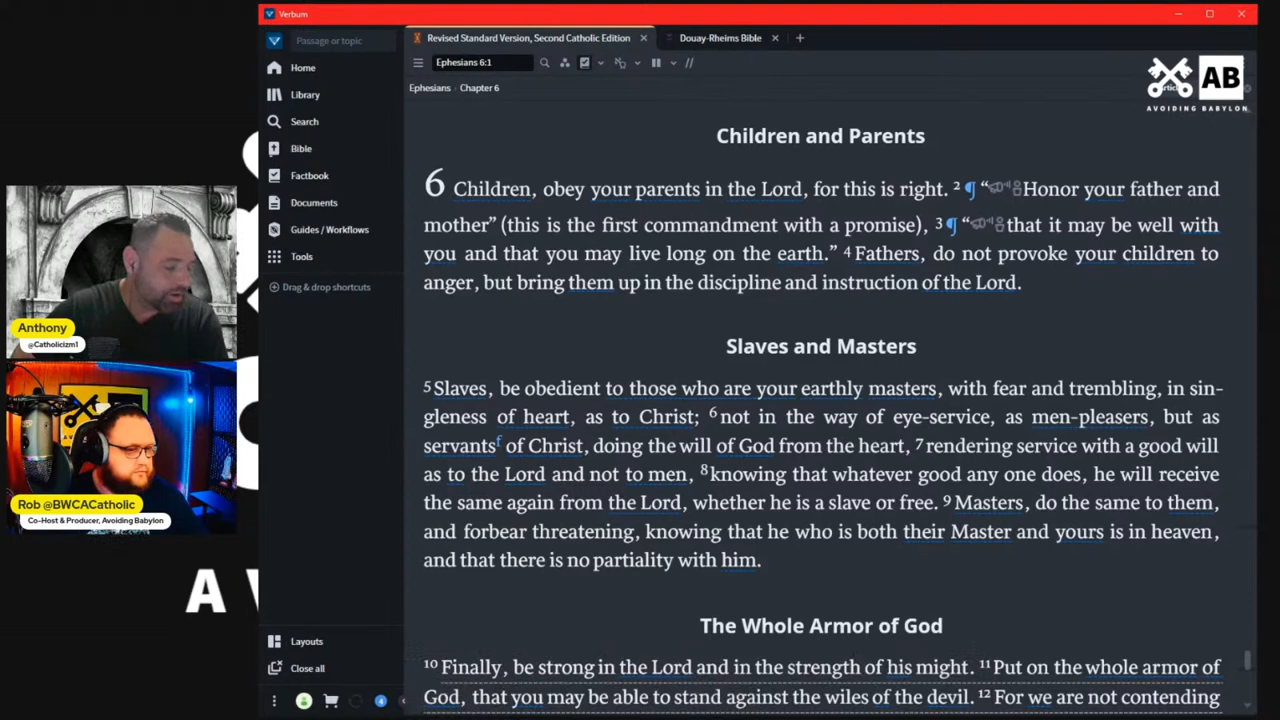 Verbum
Passage or topic
Home
Library
Search
Bible
Factbook
Documents
Guides / Workflows
Tools
Drag & drop shortcuts
Layouts
Close all
4
Revised Standard Version, Second Catholic Edition
Douay-Rheims Bible
Ephesians 6:1
Ephesians › Chapter 6
AB
AVOIDING BABYLON
Children and Parents
6 Children, obey your parents in the Lord, for this is right. 2 ¶ “Honor your father and
mother” (this is the first commandment with a promise), 3 ¶ “that it may be well with
you and that you may live long on the earth.” 4 Fathers, do not provoke your children to
anger, but bring them up in the discipline and instruction of the Lord.
Slaves and Masters
5 Slaves, be obedient to those who are your earthly masters, with fear and trembling, in sin-
gleness of heart, as to Christ; 6 not in the way of eye-service, as men-pleasers, but as
servantsf of Christ, doing the will of God from the heart, 7 rendering service with a good will
as to the Lord and not to men, 8 knowing that whatever good any one does, he will receive
the same again from the Lord, whether he is a slave or free. 9 Masters, do the same to them,
and forbear threatening, knowing that he who is both their Master and yours is in heaven,
and that there is no partiality with him.
The Whole Armor of God
10 Finally, be strong in the Lord and in the strength of his might. 11 Put on the whole armor of
God, that you may be able to stand against the wiles of the devil. 12 For we are not contending
Anthony
@Catholicizm1
Rob @BWCACatholic
Co-Host & Producer, Avoiding Babylon
A